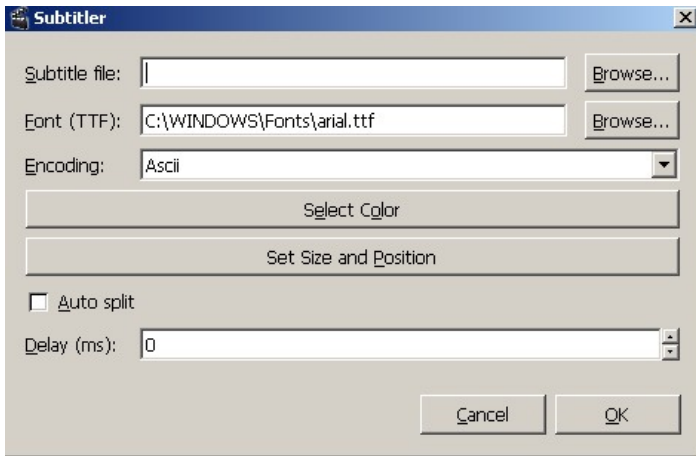 Subtitler
Subtitle file: Browse...
Font (TTF): C:\WINDOWS\Fonts\arial.ttf Browse...
Encoding: Ascii
Select Color
Set Size and Position
Auto split
Delay (ms): 0
Cancel OK